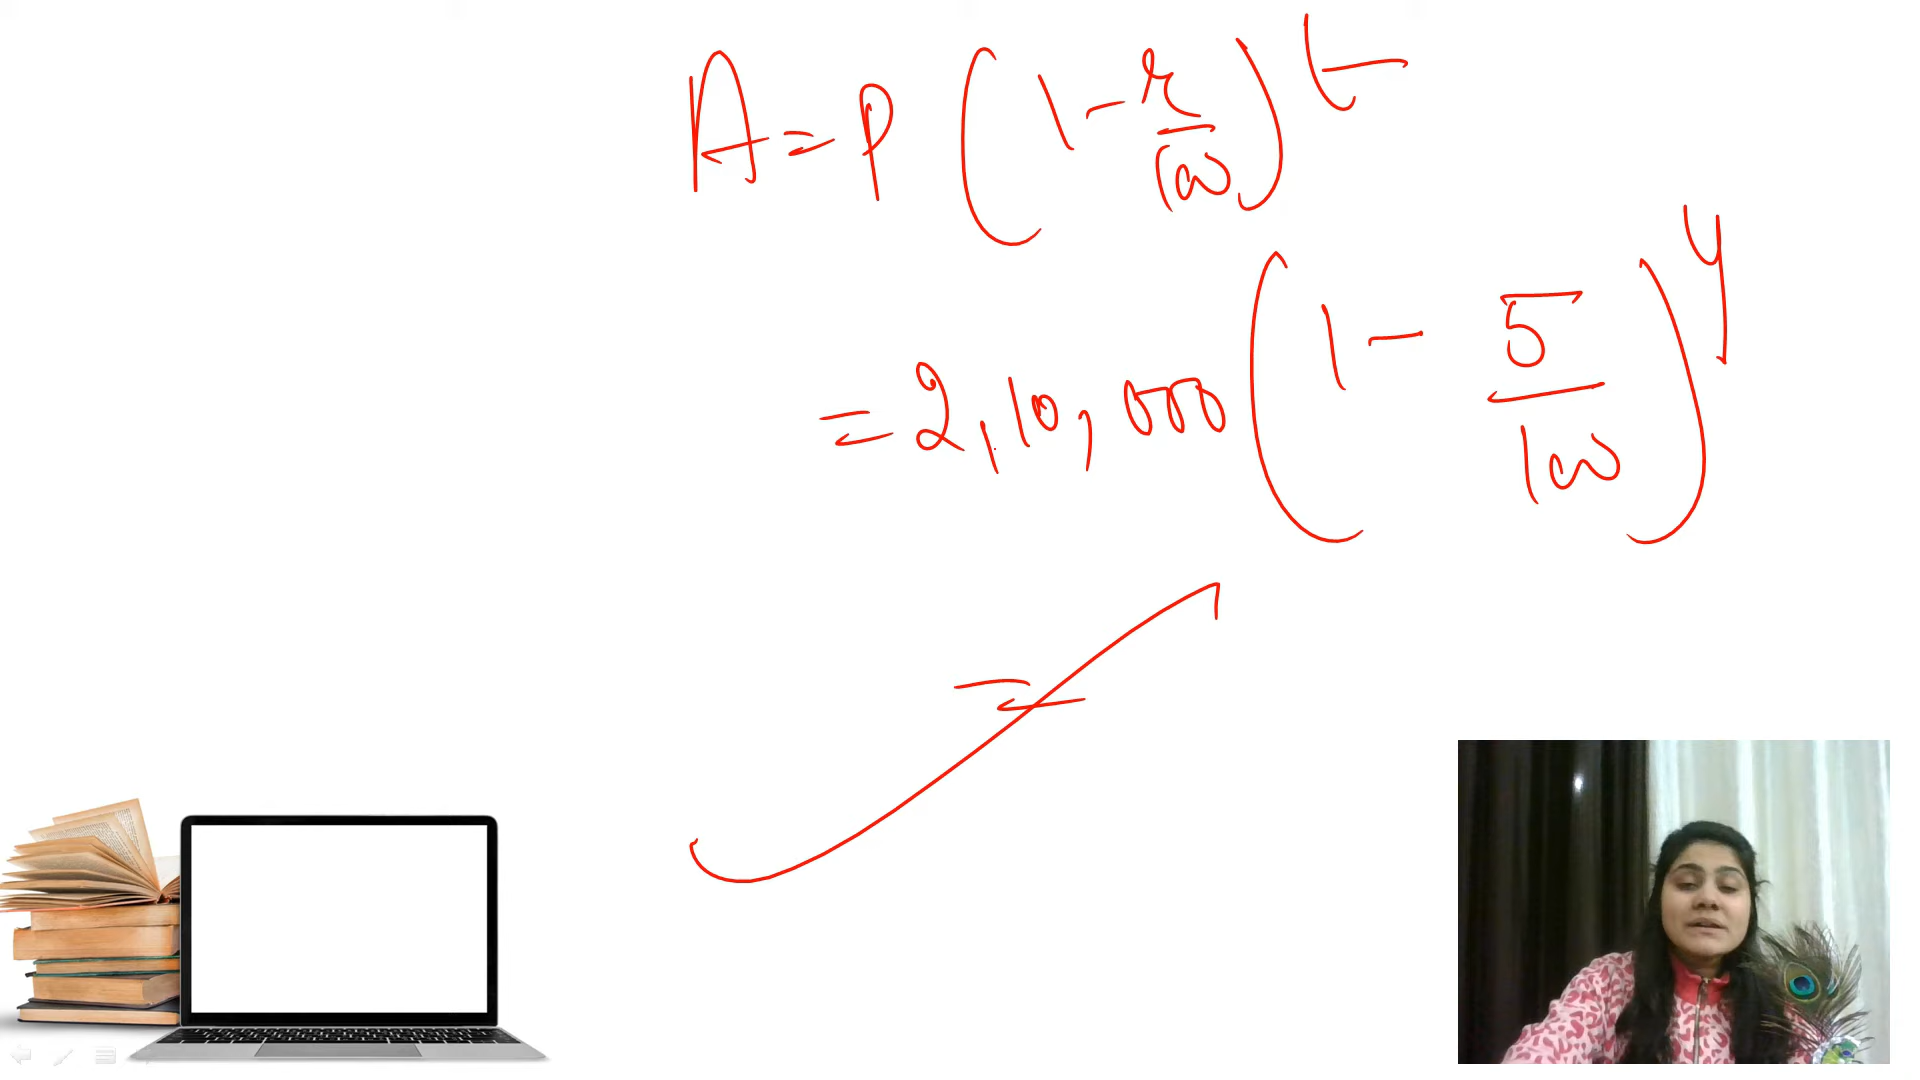 A = P (1 - r/100)^t
= 2,10,000 (1 - 5/100)^4
=